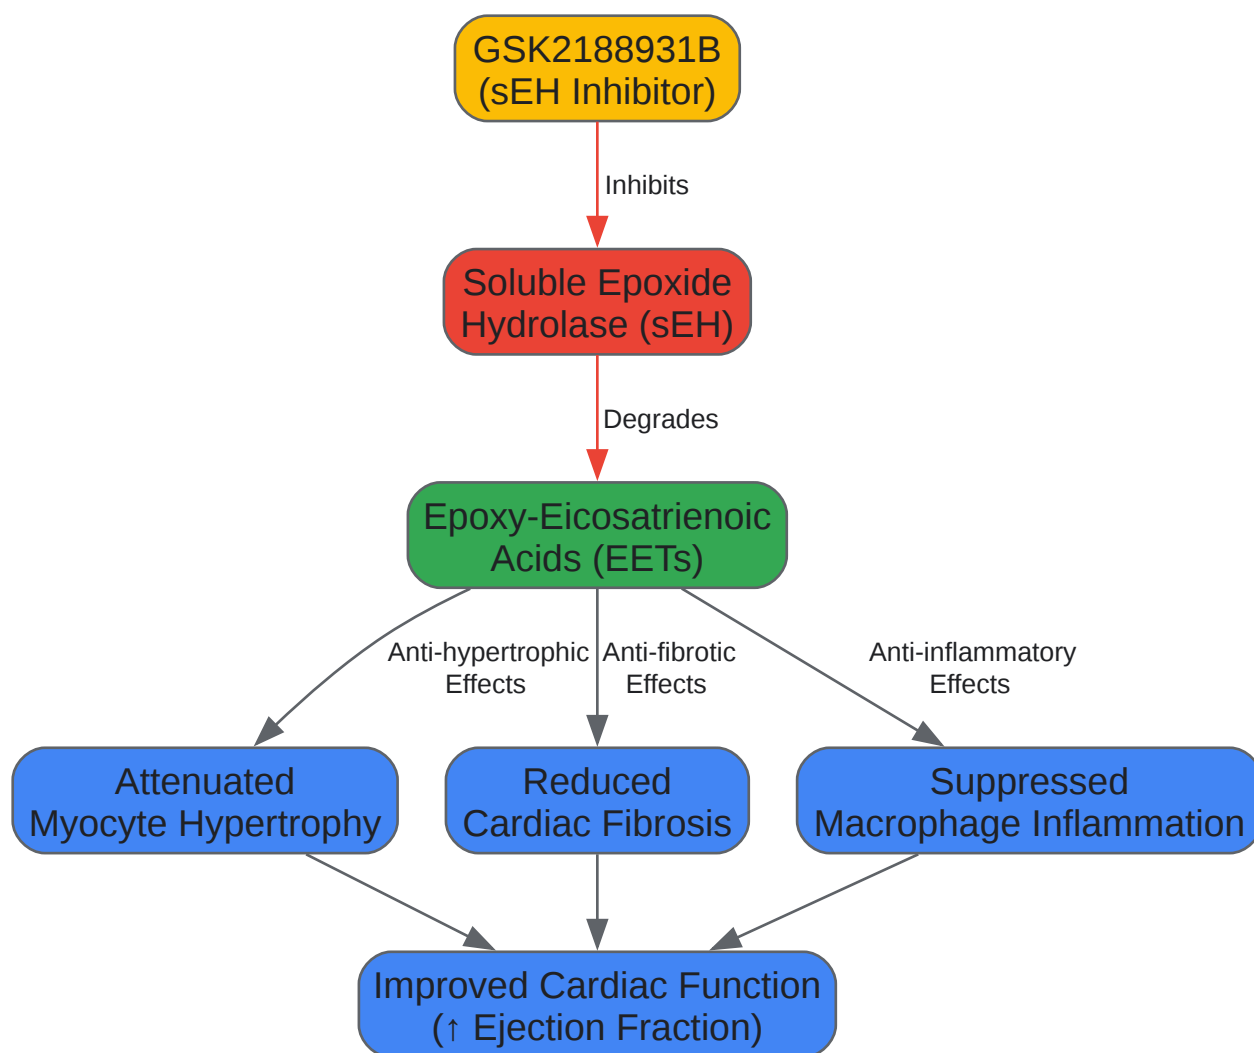 GSK2188931B
(sEH Inhibitor)
Inhibits
Soluble Epoxide
Hydrolase (sEH)
Degrades
Epoxy-Eicosatrienoic
Acids (EETs)
Anti-hypertrophic
Effects
Anti-fibrotic
Effects
Anti-inflammatory
Effects
Attenuated
Myocyte Hypertrophy
Reduced
Cardiac Fibrosis
Suppressed
Macrophage Inflammation
Improved Cardiac Function
(↑ Ejection Fraction)